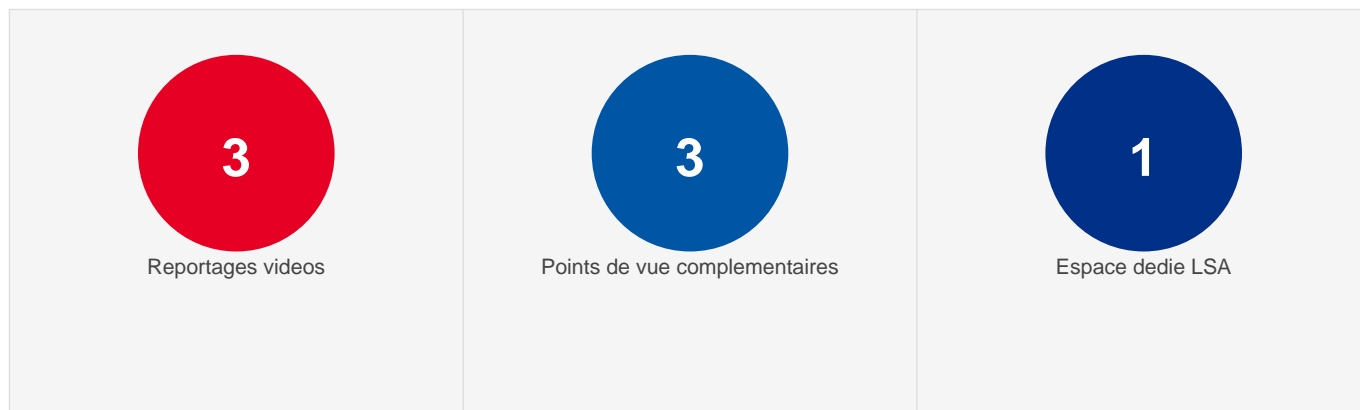 3
Reportages videos
3
Points de vue complementaires
1
Espace dedie LSA